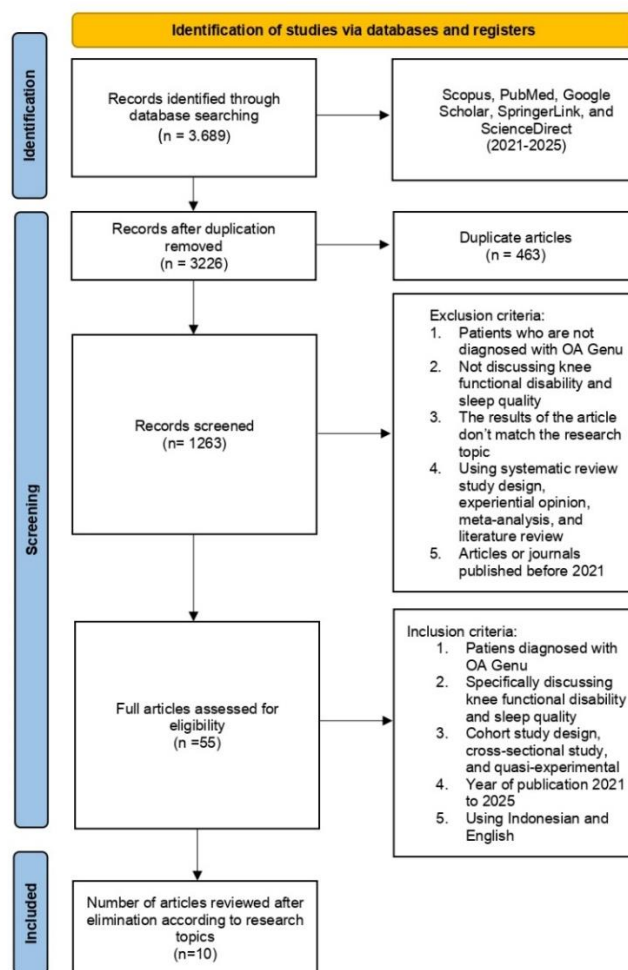 Identification of studies via databases and registers
Identification
Records identified through
database searching
(n = 3.689)
Scopus, PubMed, Google
Scholar, SpringerLink, and
ScienceDirect
(2021-2025)
Screening
Records after duplication
removed
(n = 3226)
Duplicate articles
(n = 463)
Records screened
(n= 1263)
Exclusion criteria:
1. Patients who are not
diagnosed with OA Genu
2. Not discussing knee
functional disability and
sleep quality
3. The results of the article
don't match the research
topic
4. Using systematic review
study design,
experiential opinion,
meta-analysis, and
literature review
5. Articles or journals
published before 2021
Full articles assessed for
eligibility
(n =55)
Inclusion criteria:
1. Patiens diagnosed with
OA Genu
2. Specifically discussing
knee functional disability
and sleep quality
3. Cohort study design,
cross-sectional study,
and quasi-experimental
4. Year of publication 2021
to 2025
5. Using Indonesian and
English
Included
Number of articles reviewed after
elimination according to research
topics
(n=10)